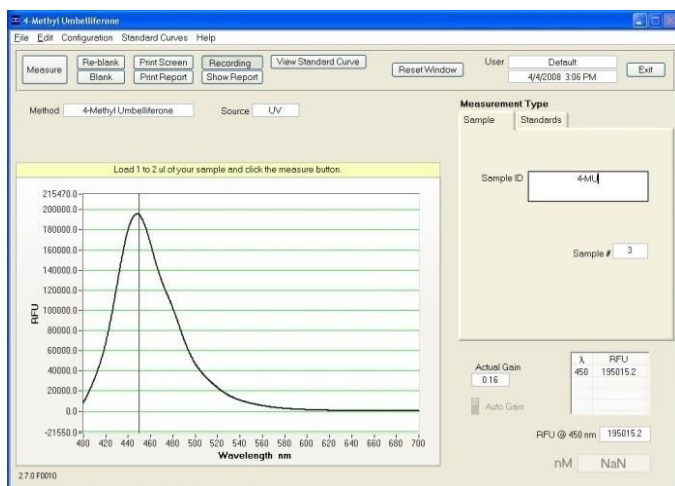 4-Methyl Umbelliferone
File Edit Configuration Standard Curves Help
Measure
Re-blank
Blank
Print Screen
Print Report
Recording
Show Report
View Standard Curve
Reset Window
User Default
4/4/2008 3:06 PM
Exit
Method 4-Methyl Umbelliferone Source UV
Measurement Type
Sample Standards
Load 1 to 2 ul of your sample and click the measure button.
Sample ID 4-MU
Sample # 3
RFU
215470.0
200000.0
180000.0
160000.0
140000.0
120000.0
100000.0
80000.0
60000.0
40000.0
20000.0
0.0
-21550.0
400 420 440 460 480 500 520 540 560 580 600 620 640 660 680 700
Wavelength nm
Actual Gain
0.16
Auto Gain
λ RFU
450 195015.2
RFU @ 450 nm 195015.2
nM NaN
2.7.0 F0010